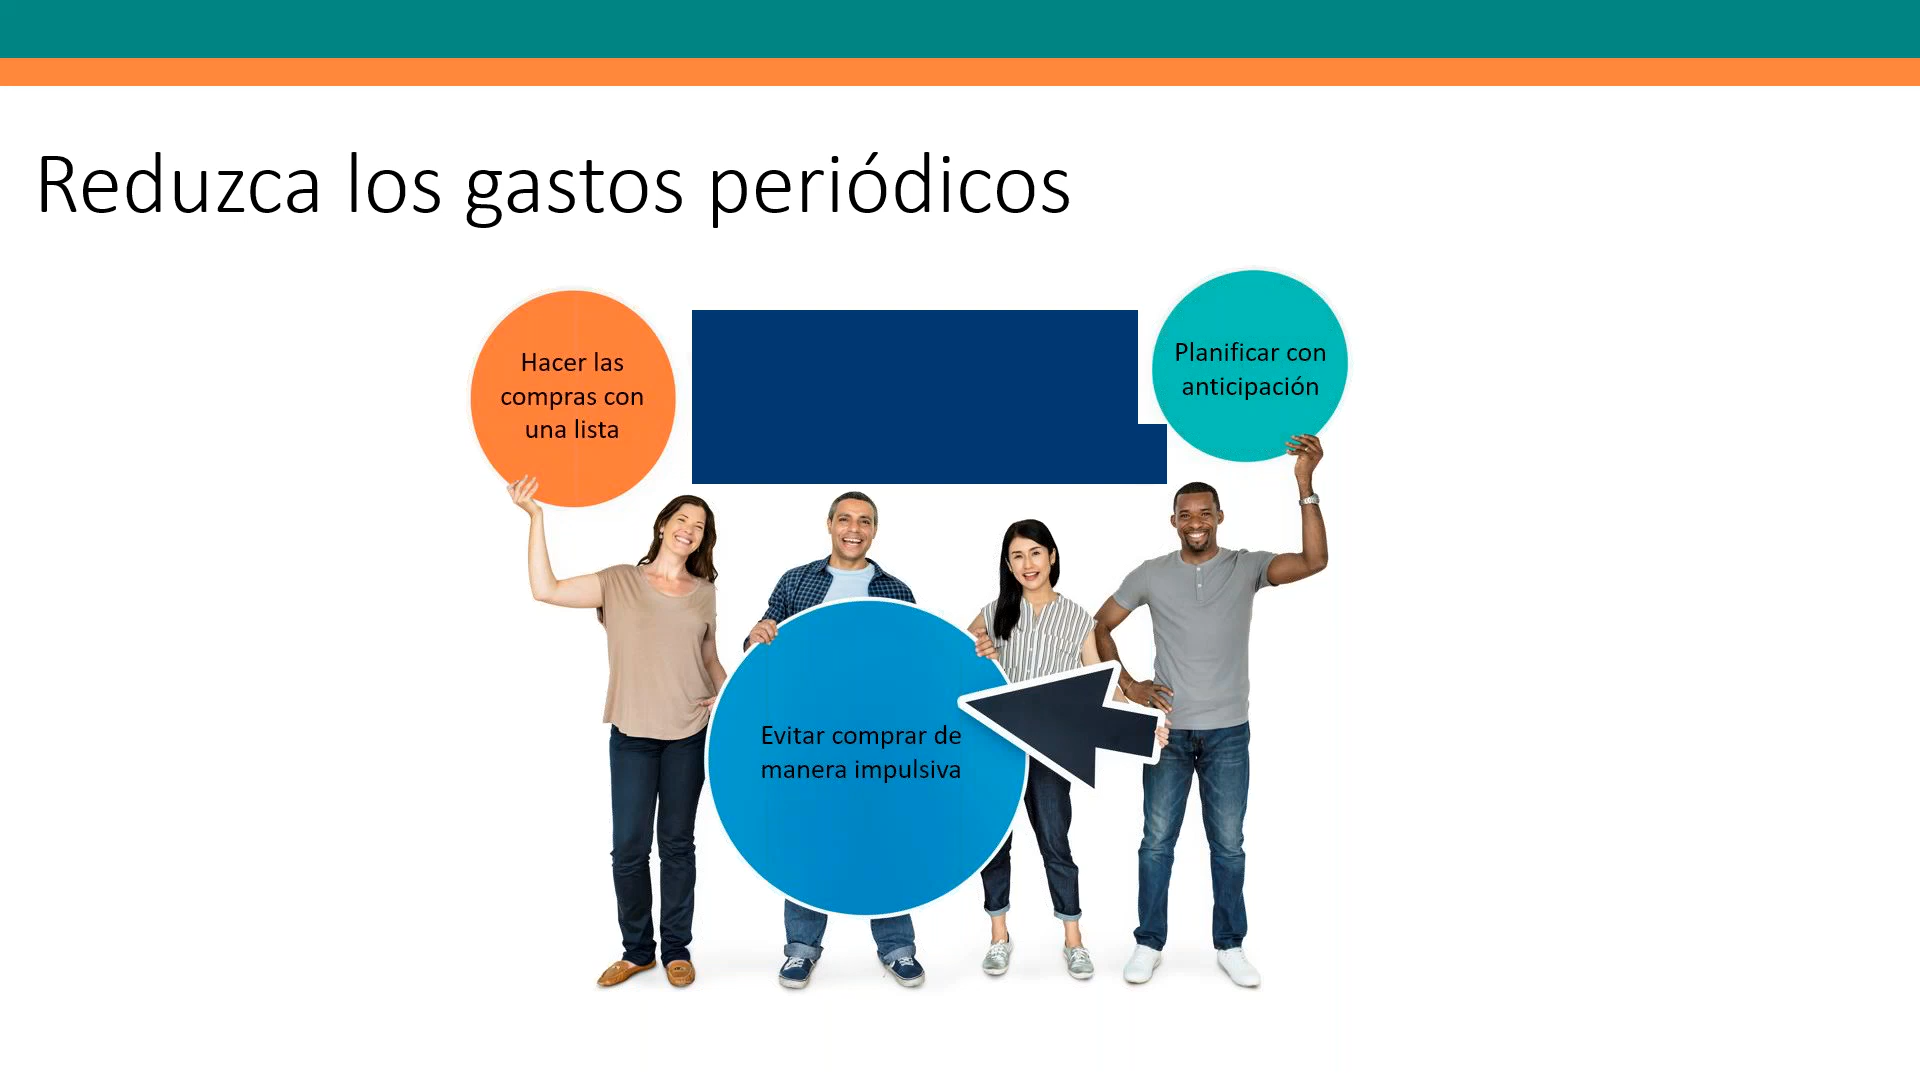 Reduzca los gastos periódicos
Hacer las
compras con
una lista
Planificar con
anticipación
Evitar comprar de
manera impulsiva